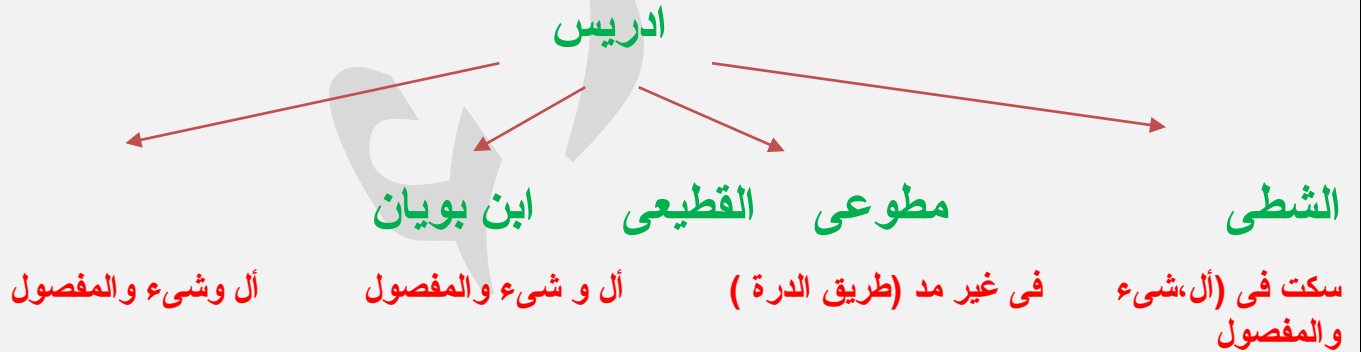 ادريس
الشطى مطوعى القطيعى ابن بويان
سكت فى (أل،شىء فى غير مد (طريق الدرة ) أل و شىء والمفصول أل وشىء والمفصول
والمفصول